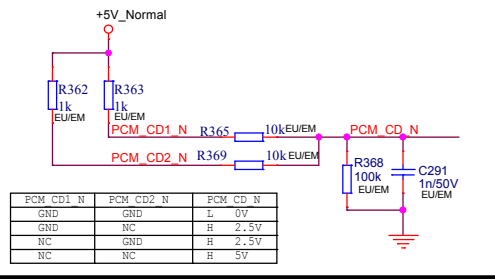 +5V_Normal
R362
R363
1k
1k
EU/EM
EU/EM
PCM_CD1_N
R365
10k
EU/EM
PCM_CD_N
PCM_CD2_N
R369
10k
EU/EM
R368
100k
EU/EM
C291
1n/50V
EU/EM
PCM_CD1_N PCM_CD2_N PCM_CD_N
GND GND L 0V
GND NC H 2.5V
NC GND H 2.5V
NC NC H 5V